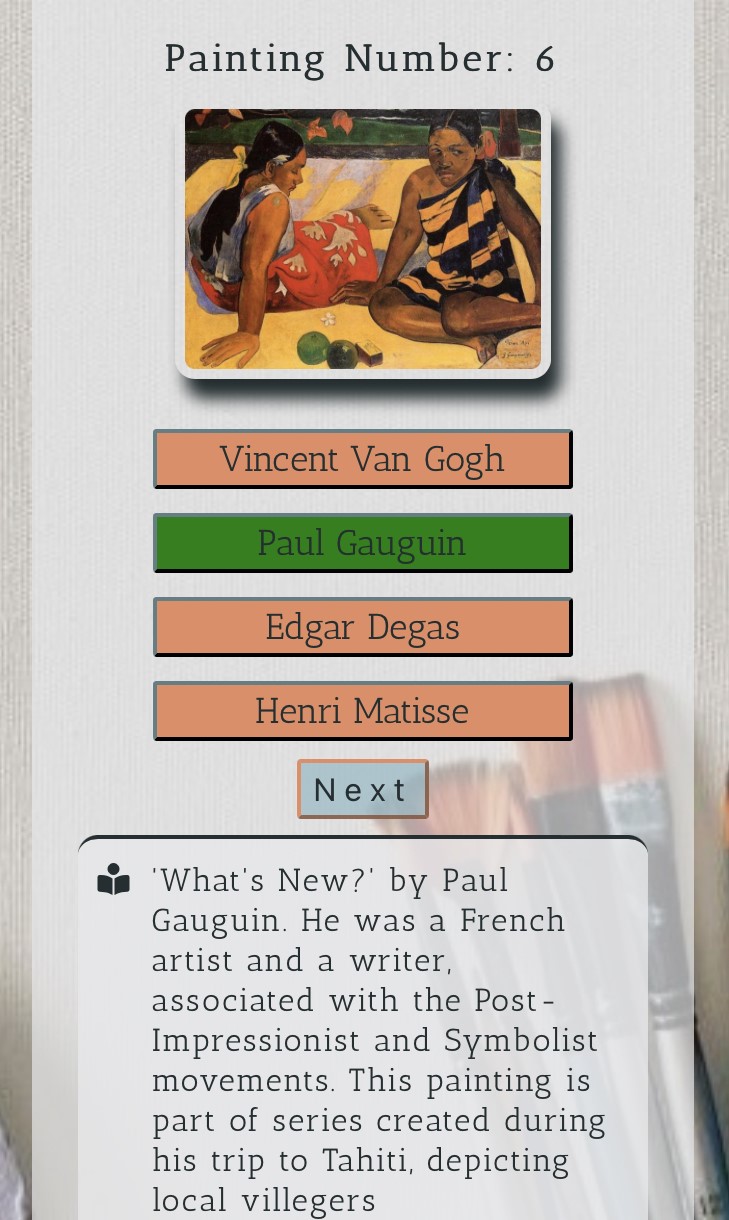 Painting Number: 6
Vincent Van Gogh
Paul Gauguin
Edgar Degas
Henri Matisse
Next
'What's New?' by Paul
Gauguin. He was a French
artist and a writer,
associated with the Post-
Impressionist and Symbolist
movements. This painting is
part of series created during
his trip to Tahiti, depicting
local villegers